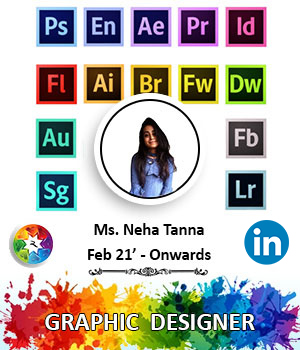 Ps En Ae Pr Id
Fl Ai Br Fw Dw
Au Fb
Sg Lr
Ms. Neha Tanna
Feb 21’ - Onwards
in
GRAPHIC DESIGNER